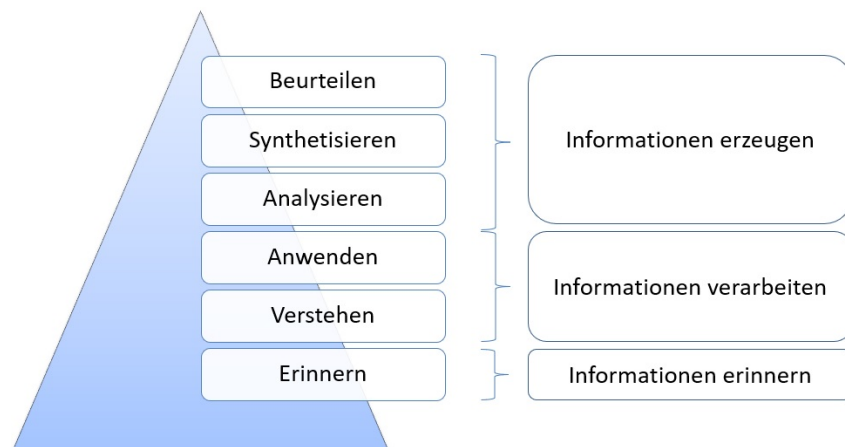 Beurteilen
Synthetisieren
Analysieren
Anwenden
Verstehen
Erinnern
Informationen erzeugen
Informationen verarbeiten
Informationen erinnern